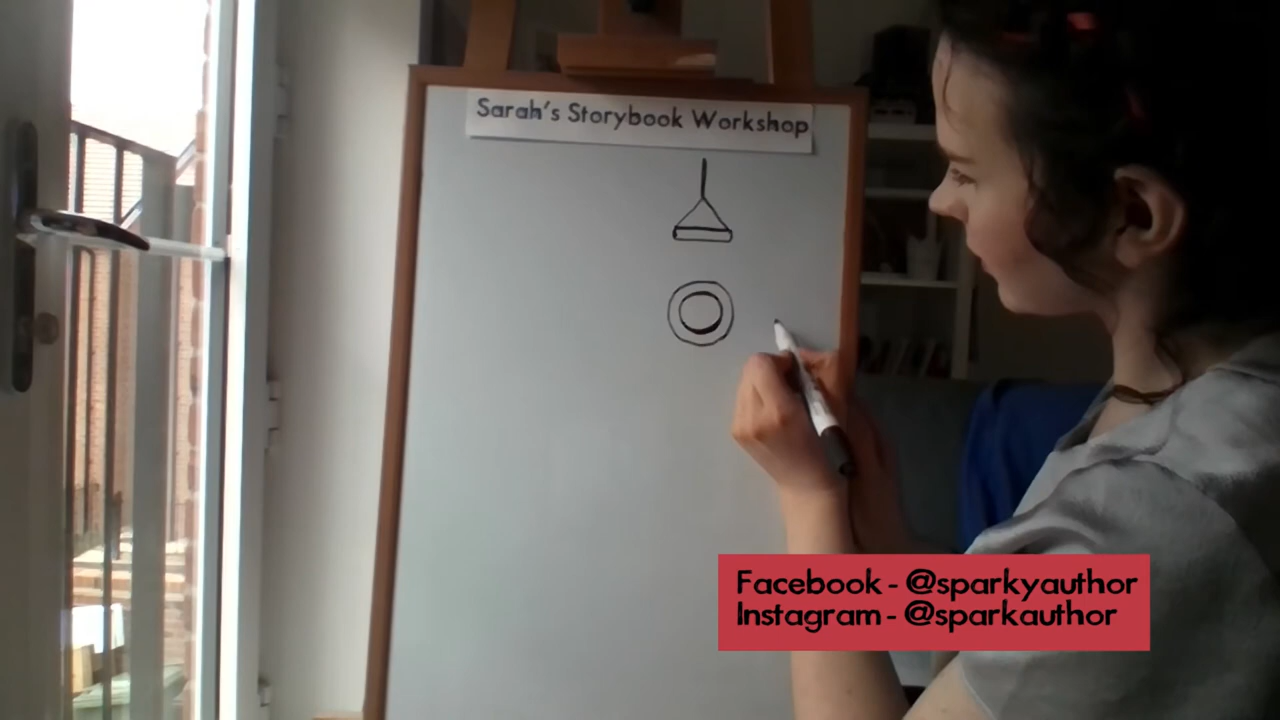 Sarah's Storybook Workshop
Facebook - @sparkyauthor
Instagram - @sparkauthor